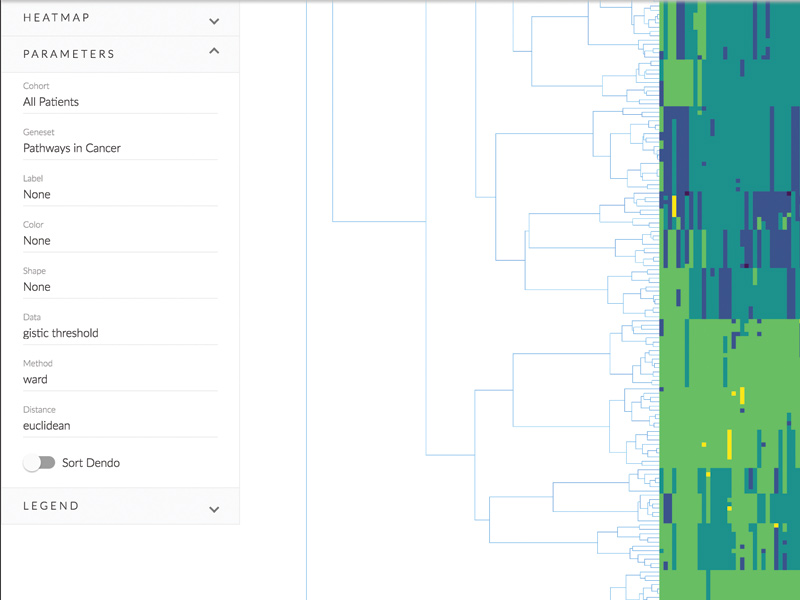 HEATMAP
PARAMETERS
Cohort
All Patients
Geneset
Pathways in Cancer
Label
None
Color
None
Shape
None
Data
gistic threshold
Method
ward
Distance
euclidean
Sort Dendo
LEGEND